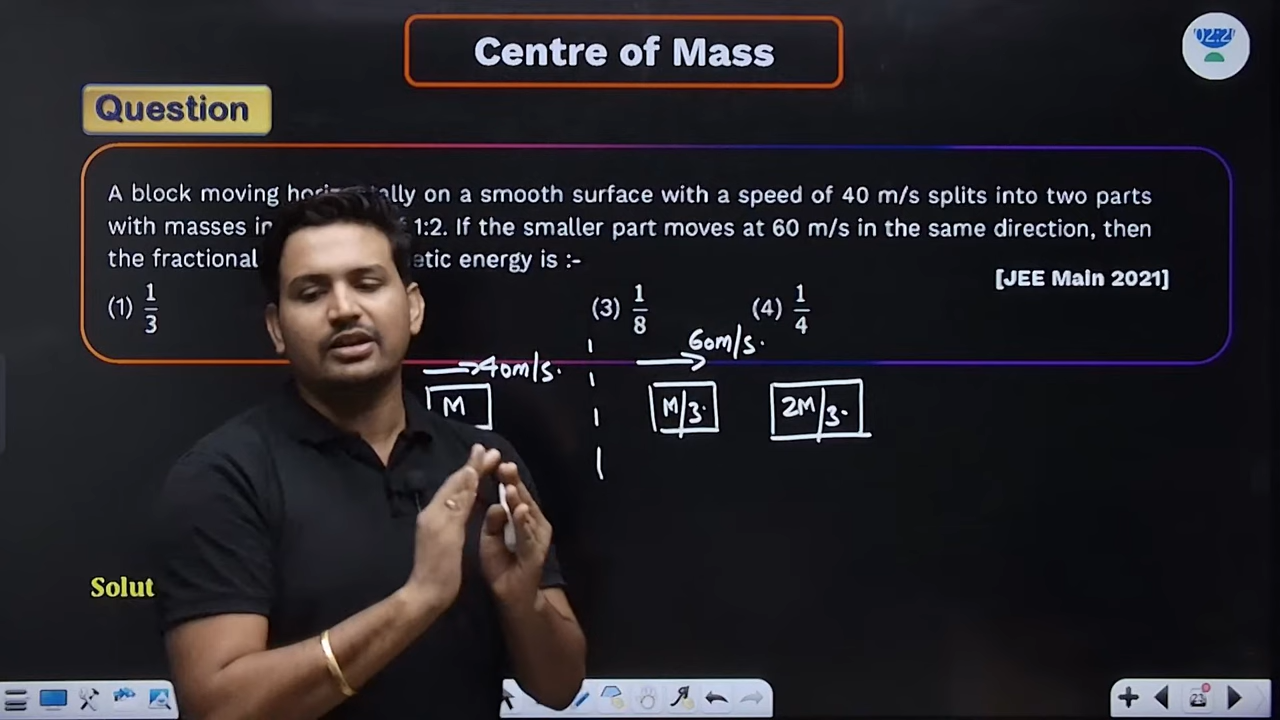 Centre of Mass
Question
A block moving horizontally on a smooth surface with a speed of 40 m/s splits into two parts
with masses in 1:2. If the smaller part moves at 60 m/s in the same direction, then
the fractional etic energy is :-
[JEE Main 2021]
(1) 1/3 (3) 1/8 (4) 1/4
60m/s.
40m/s.
M M/3. 2M/3.
Solut
23